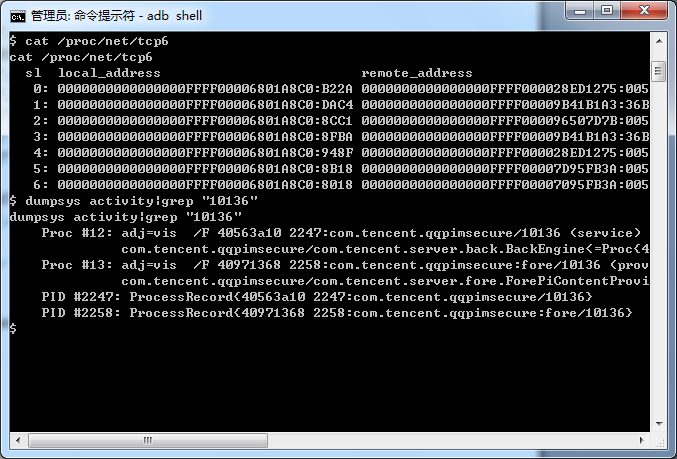 管理员: 命令提示符 - adb shell
$ cat /proc/net/tcp6
cat /proc/net/tcp6
sl local_address remote_address
0: 0000000000000000FFFF00006801A8C0:B22A 0000000000000000FFFF000028ED1275:005
1: 0000000000000000FFFF00006801A8C0:DAC4 0000000000000000FFFF00009B41B1A3:36B
2: 0000000000000000FFFF00006801A8C0:8CC1 0000000000000000FFFF000096507D7B:005
3: 0000000000000000FFFF00006801A8C0:8FBA 0000000000000000FFFF00009B41B1A3:36B
4: 0000000000000000FFFF00006801A8C0:948F 0000000000000000FFFF000028ED1275:005
5: 0000000000000000FFFF00006801A8C0:8B18 0000000000000000FFFF00007D95FB3A:005
6: 0000000000000000FFFF00006801A8C0:8018 0000000000000000FFFF00007095FB3A:005
$ dumpsys activity|grep "10136"
dumpsys activity|grep "10136"
Proc #12: adj=vis /F 40563a10 2247:com.tencent.qqpimsecure/10136 (service)
com.tencent.qqpimsecure/com.tencent.server.back.BackEngine<=Proc{4
Proc #13: adj=vis /F 40971368 2258:com.tencent.qqpimsecure:fore/10136 (prov
com.tencent.qqpimsecure/com.tencent.server.fore.ForePiContentProvi
PID #2247: ProcessRecord{40563a10 2247:com.tencent.qqpimsecure/10136}
PID #2258: ProcessRecord{40971368 2258:com.tencent.qqpimsecure:fore/10136}
$